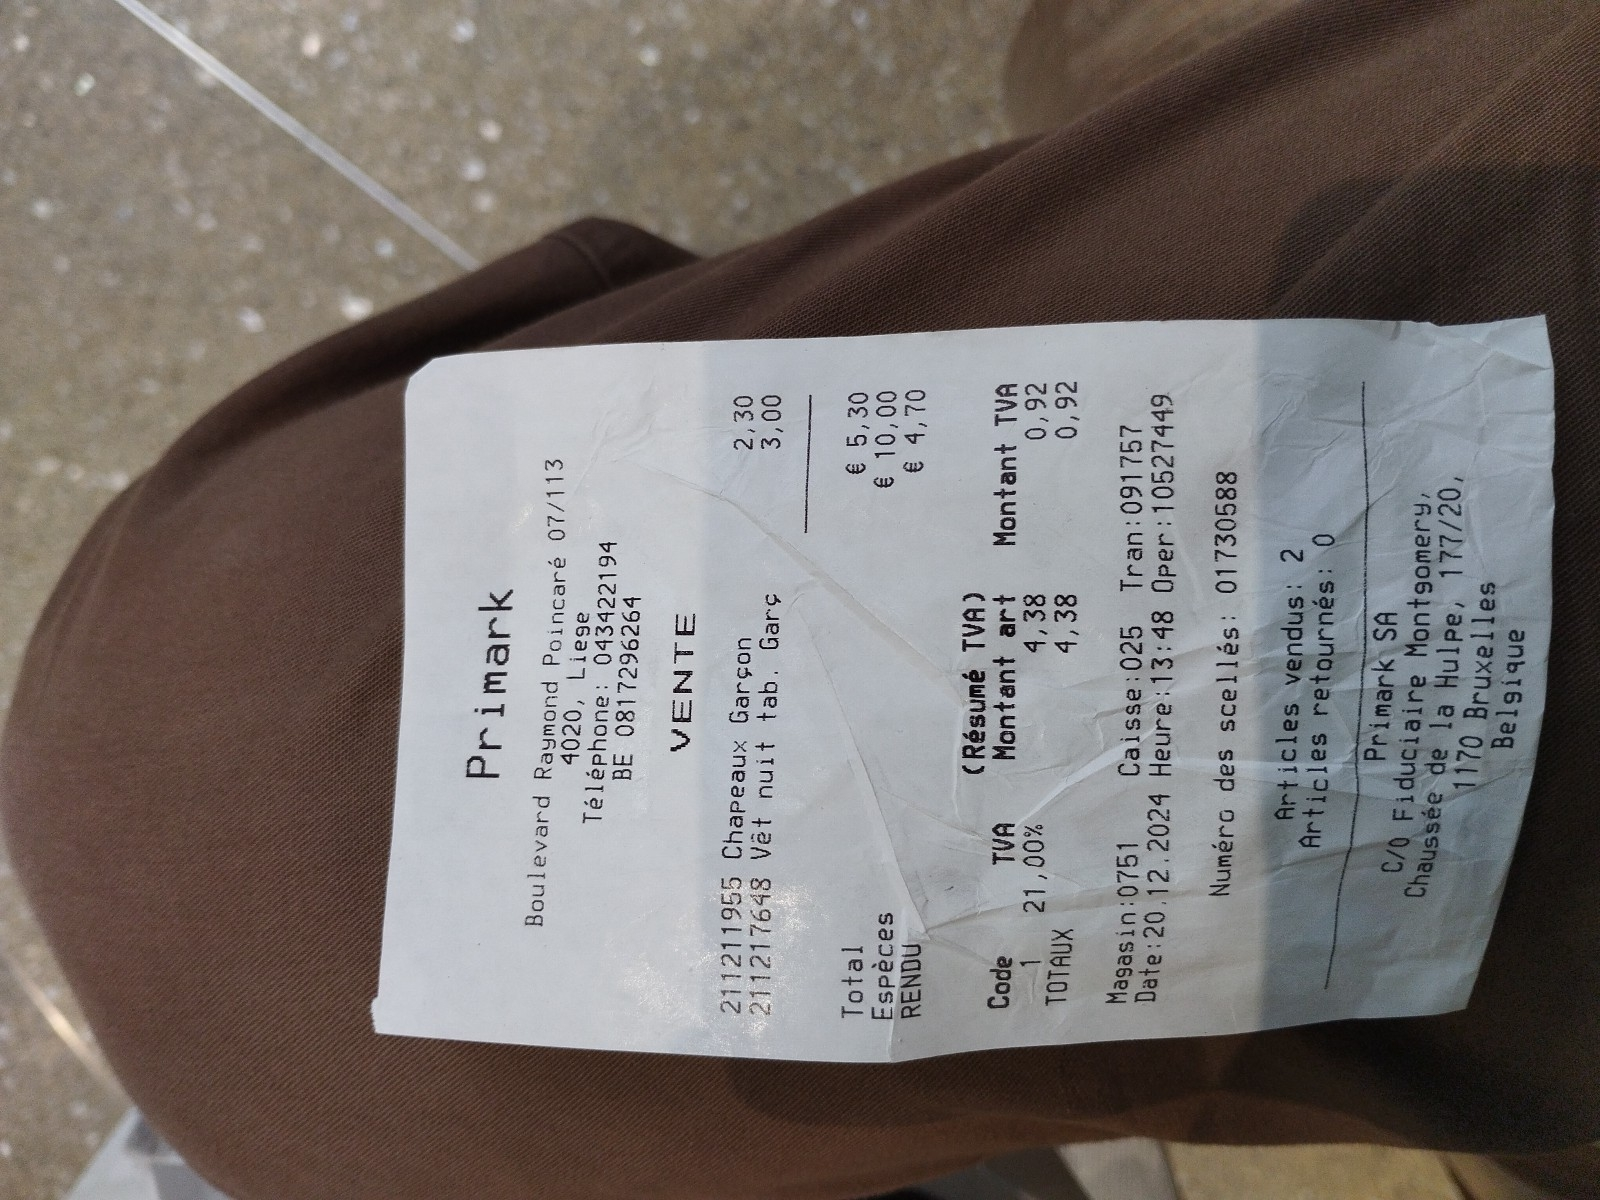 Primark
Boulevard Raymond Poincaré 07/113
4020, Liege
Téléphone: 043422194
BE 0817296264
VENTE
211211955 Chapeaux Garçon 2,30
211217648 Vêt nuit tab. Garç 3,00
Total € 5,30
Espèces € 10,00
RENDU € 4,70
(Résumé TVA)
Code TVA Montant art Montant TVA
1 21,00% 4,38 0,92
TOTAUX 4,38 0,92
Magasin:0751 Caisse:025 Tran:091757
Date:20.12.2024 Heure:13:48 Oper:10527449
Numéro des scellés: 01730588
Articles vendus: 2
Articles retournés: 0
Primark SA
C/O Fiduciaire Montgomery,
Chaussée de la Hulpe, 177/20,
1170 Bruxelles
Belgique